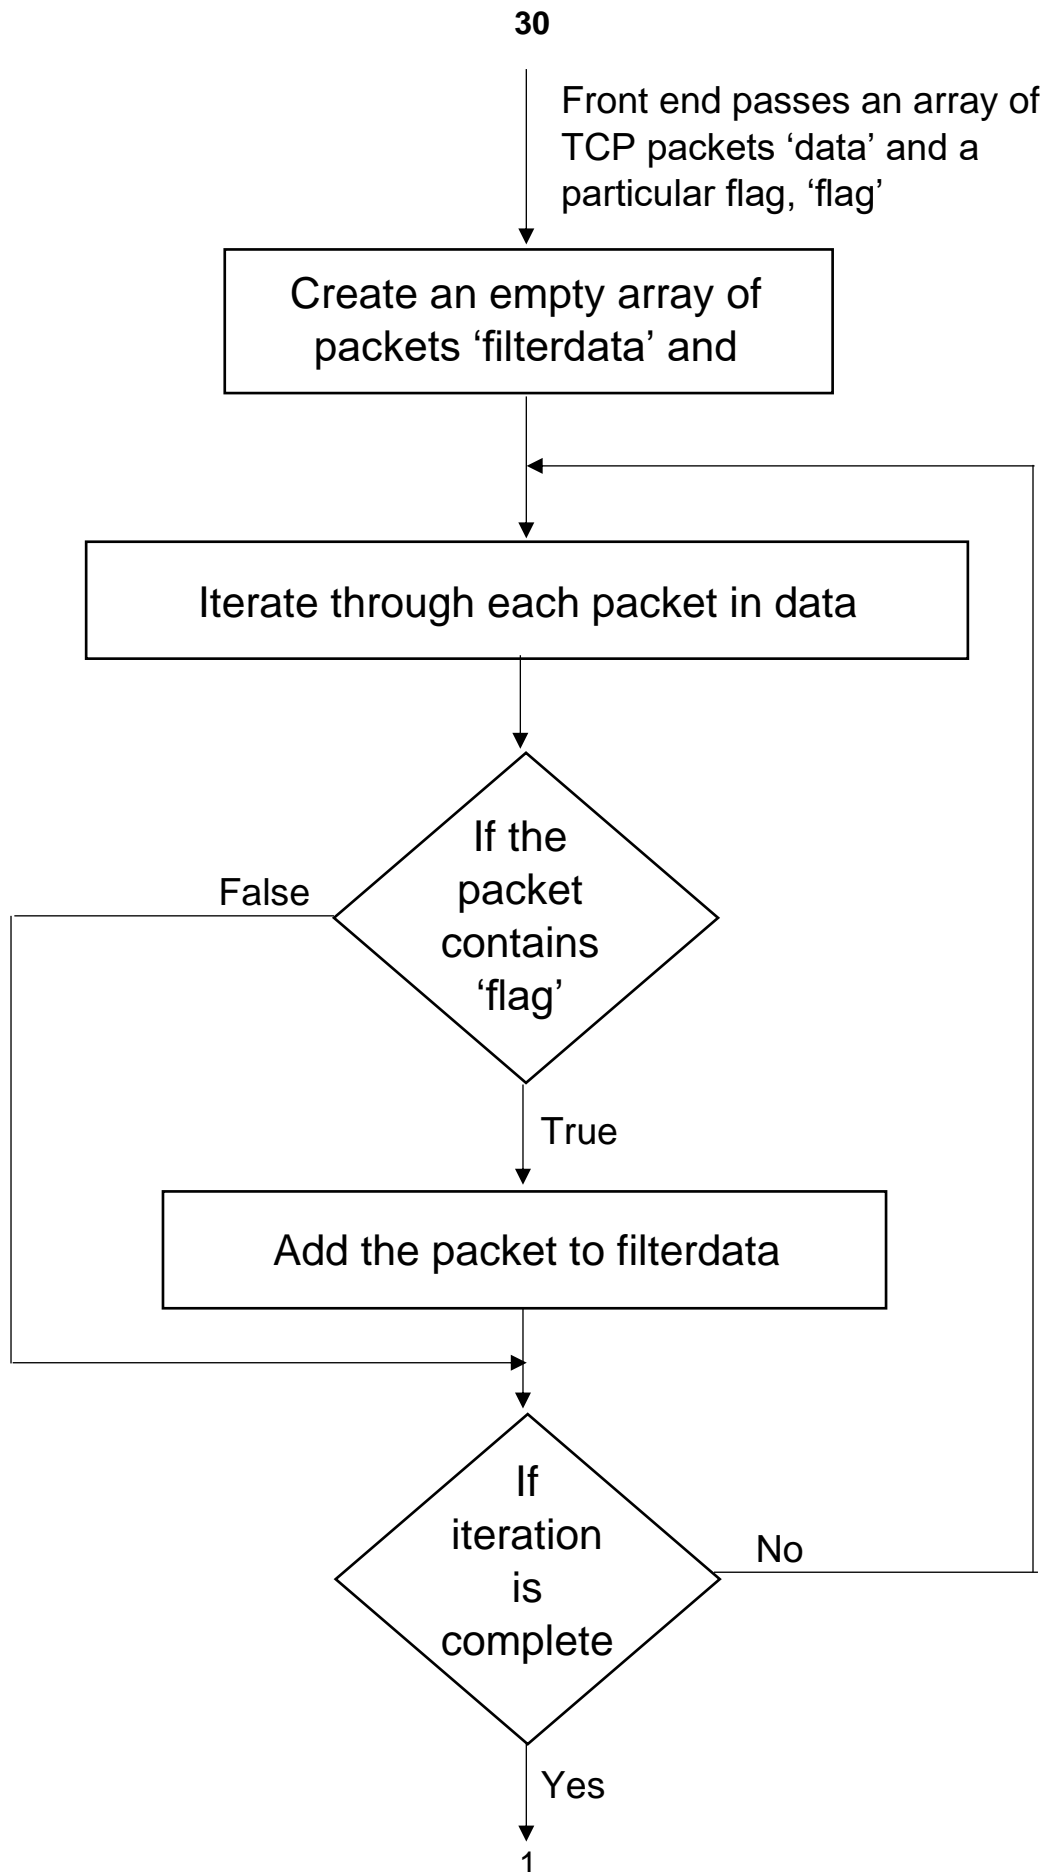 30
Front end passes an array of
TCP packets ‘data’ and a
particular flag, ‘flag’
Create an empty array of
packets ‘filterdata’ and
Iterate through each packet in data
If the
packet
contains
‘flag’
False
True
Add the packet to filterdata
If
iteration
is
complete
No
Yes
1